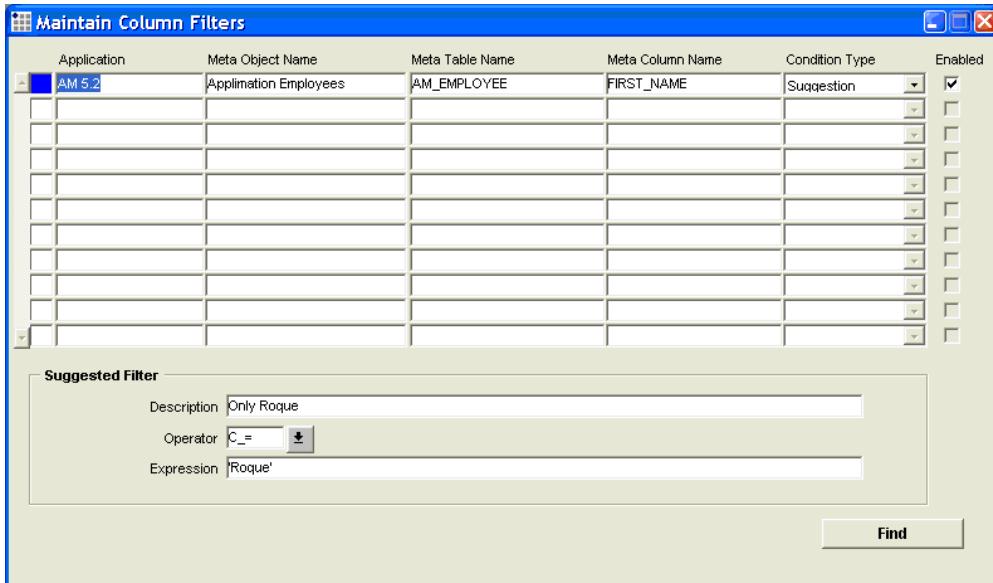 Maintain Column Filters
Application Meta Object Name Meta Table Name Meta Column Name Condition Type Enabled
AM 5.2 Applimation Employees AM_EMPLOYEE FIRST_NAME Suggestion
Suggested Filter
Description Only Roque
Operator C_=
Expression 'Roque'
Find